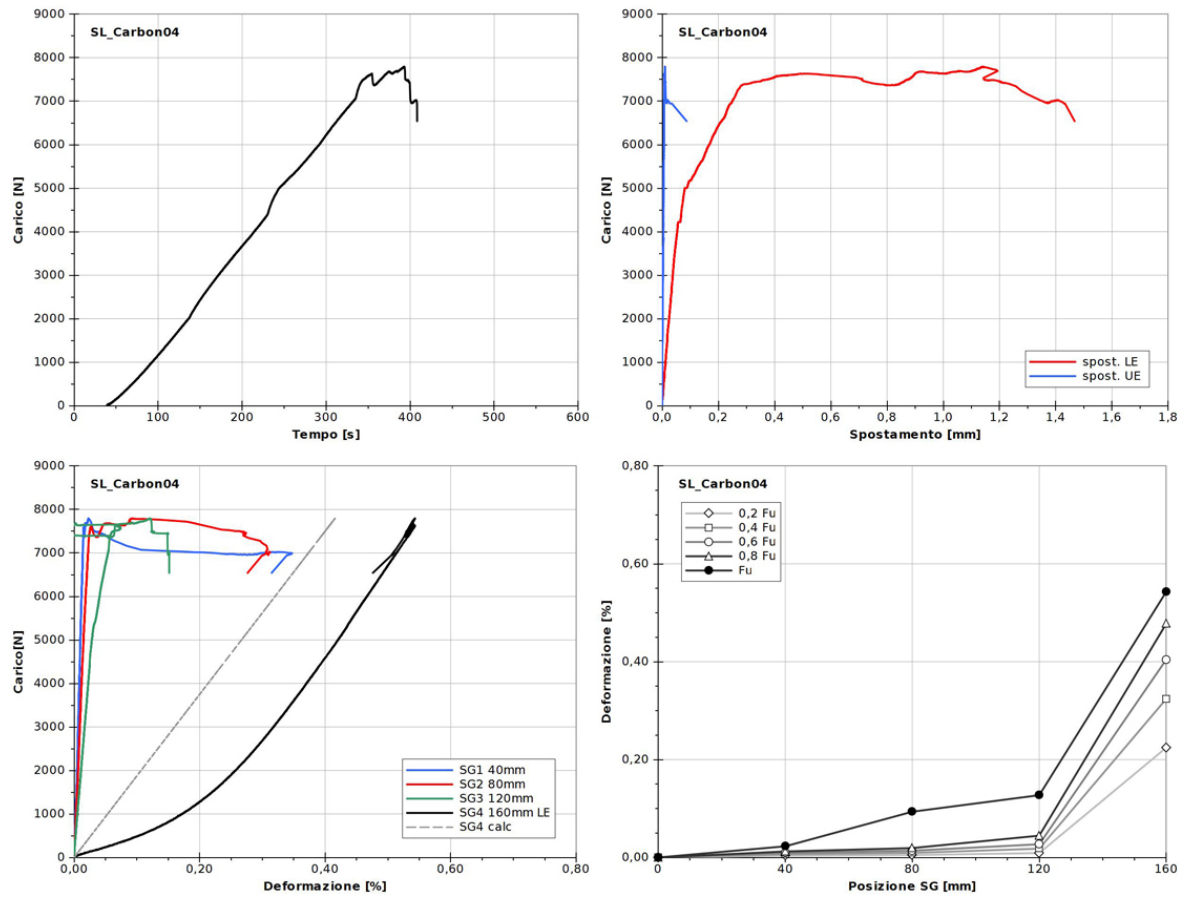 SL_Carbon04
9000
8000
7000
6000
5000
4000
3000
2000
1000
0
Carico [N]
0 100 200 300 400 500 600
Tempo [s]
SL_Carbon04
9000
8000
7000
6000
5000
4000
3000
2000
1000
0
Carico [N]
spost. LE
spost. UE
0,0 0,2 0,4 0,6 0,8 1,0 1,2 1,4 1,6 1,8
Spostamento [mm]
SL_Carbon04
9000
8000
7000
6000
5000
4000
3000
2000
1000
0
Carico[N]
SG1 40mm
SG2 80mm
SG3 120mm
SG4 160mm LE
SG4 calc
0,00 0,20 0,40 0,60 0,80
Deformazione [%]
SL_Carbon04
0,80
0,60
0,40
0,20
0,00
Deformazione [%]
0,2 Fu
0,4 Fu
0,6 Fu
0,8 Fu
Fu
0 40 80 120 160
Posizione SG [mm]